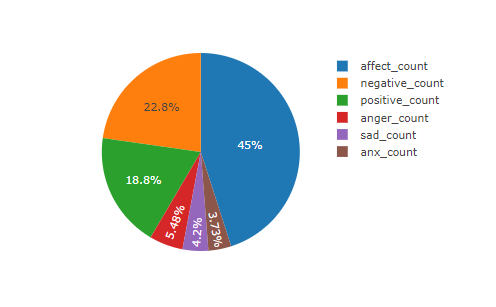 affect_count
negative_count
positive_count
anger_count
sad_count
anx_count
22.8%
45%
18.8%
5.48%
4.2%
3.73%